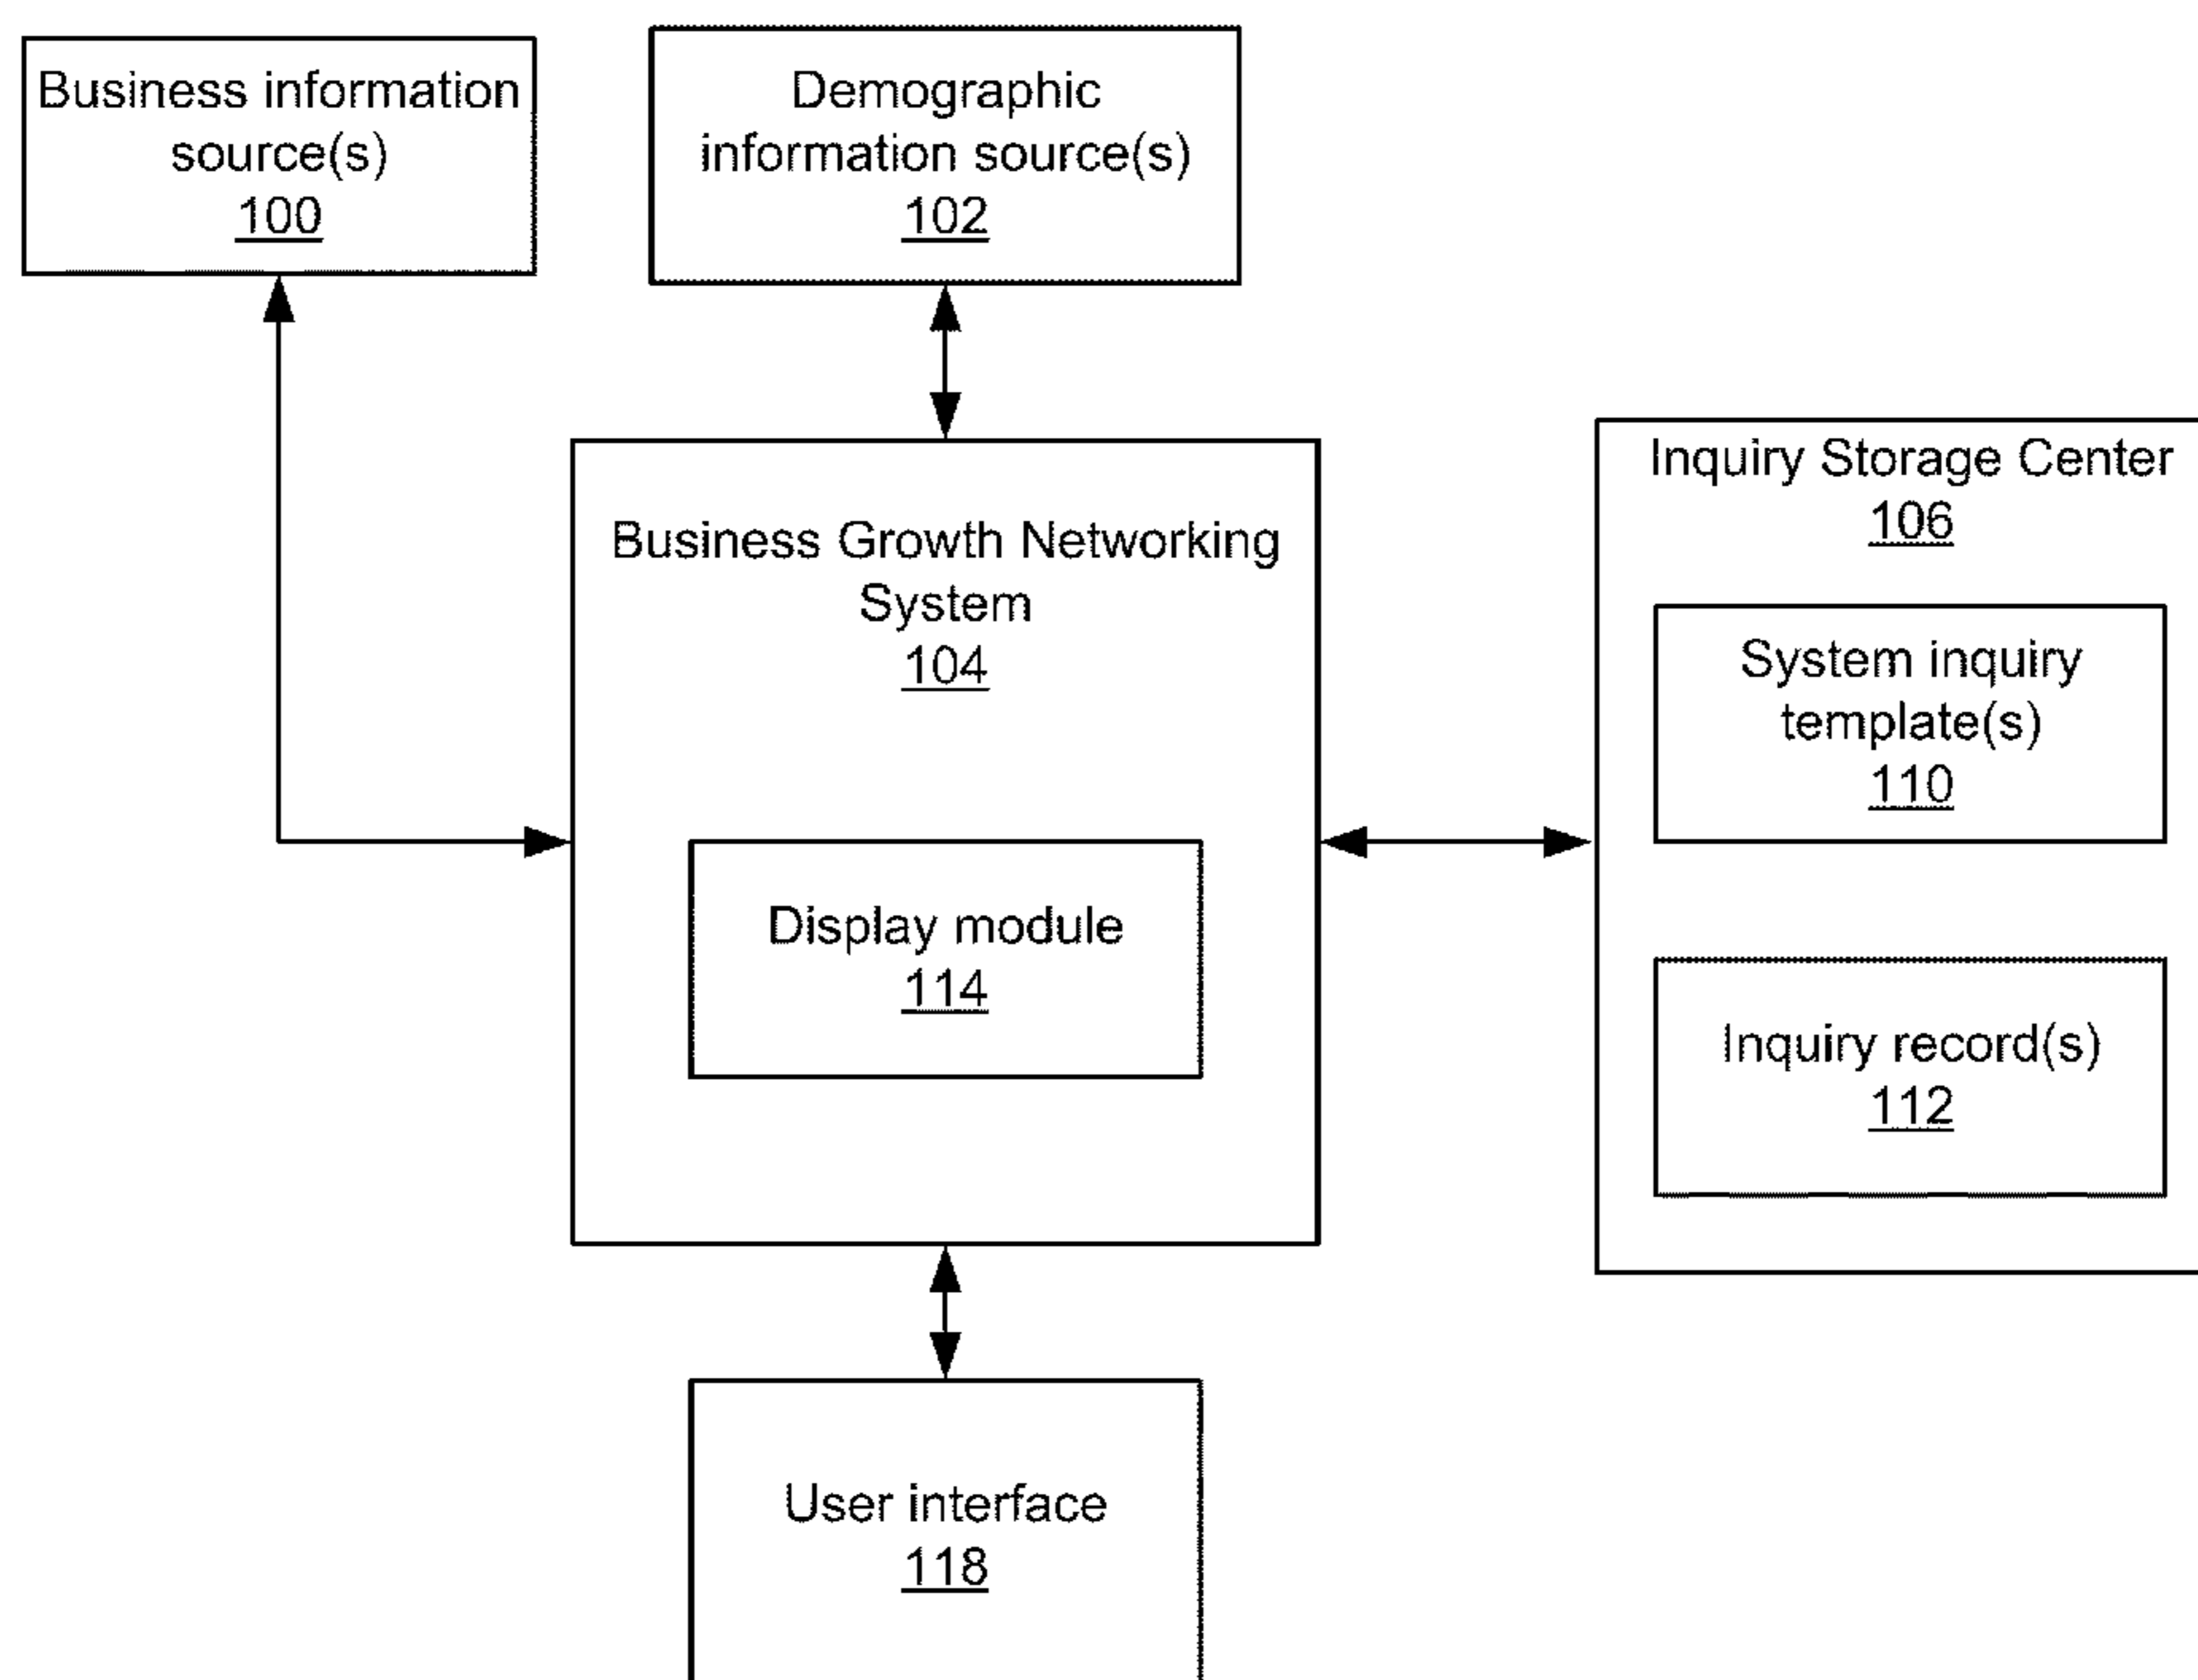 Business information
source(s)
100
Demographic
information source(s)
102
Business Growth Networking
System
104
Display module
114
Inquiry Storage Center
106
System inquiry
template(s)
110
Inquiry record(s)
112
User interface
118